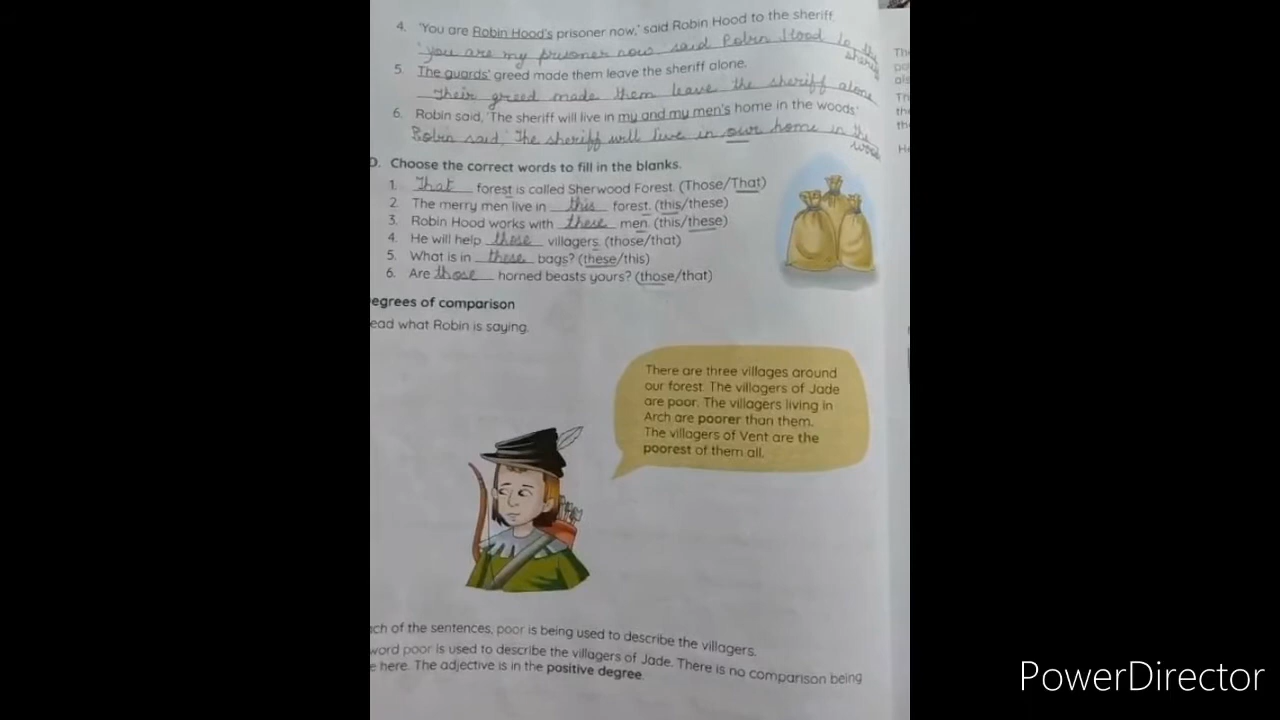 4. 'You are Robin Hood's prisoner now,' said Robin Hood to the sheriff.
'you are my prisoner now' said Robin Hood to the sheriff
5. The guards' greed made them leave the sheriff alone.
Their greed made them leave the sheriff alone
6. Robin said, 'The sheriff will live in my and my men's home in the woods'
Robin said, 'The sheriff will live in our home in the woods
D. Choose the correct words to fill in the blanks.
1. That forest is called Sherwood Forest. (Those/That)
2. The merry men live in this forest. (this/these)
3. Robin Hood works with these men. (this/these)
4. He will help those villagers. (those/that)
5. What is in these bags? (these/this)
6. Are those horned beasts yours? (those/that)
egrees of comparison
ead what Robin is saying.
There are three villages around
our forest. The villagers of Jade
are poor. The villagers living in
Arch are poorer than them.
The villagers of Vent are the
poorest of them all.
ch of the sentences, poor is being used to describe the villagers.
word poor is used to describe the villagers of Jade. There is no comparison being
e here. The adjective is in the positive degree.
PowerDirector